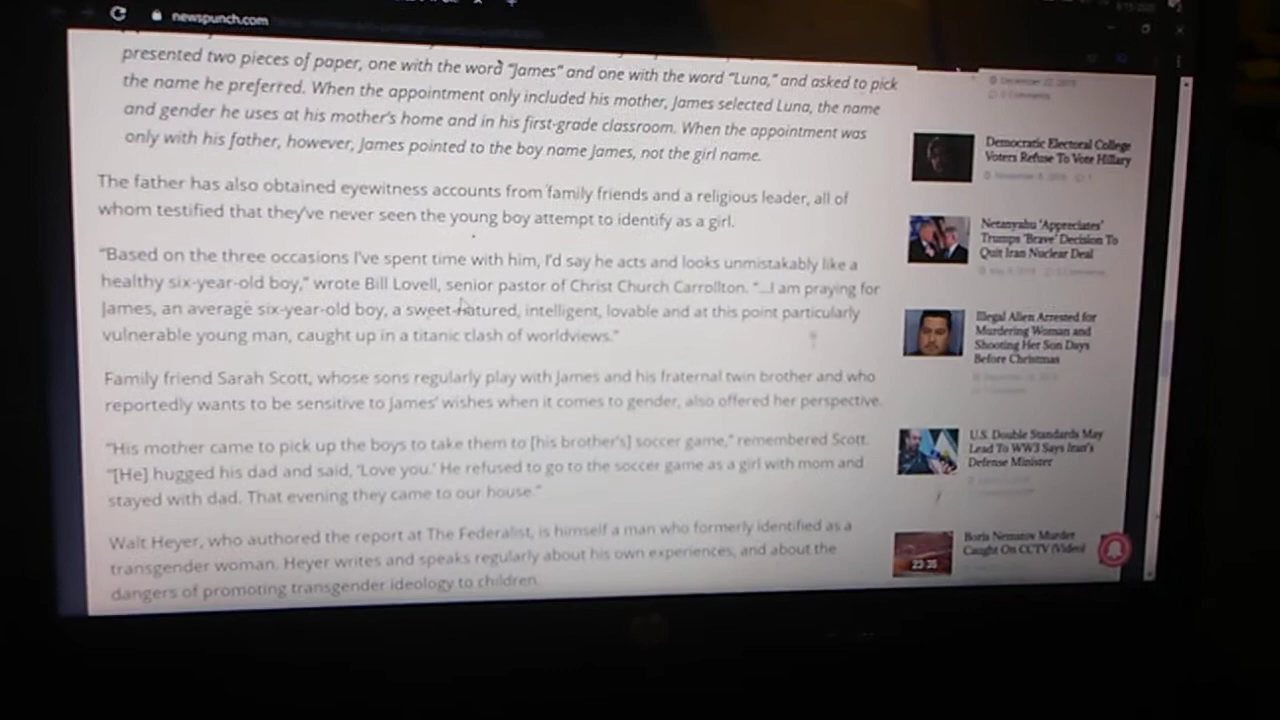 newspunch.com
presented two pieces of paper, one with the word "James" and one with the word "Luna," and asked to pick
the name he preferred. When the appointment only included his mother, James selected Luna, the name
and gender he uses at his mother's home and in his first-grade classroom. When the appointment was
only with his father, however, James pointed to the boy name James, not the girl name.
The father has also obtained eyewitness accounts from family friends and a religious leader, all of
whom testified that they've never seen the young boy attempt to identify as a girl.
"Based on the three occasions I've spent time with him, I'd say he acts and looks unmistakably like a
healthy six-year-old boy," wrote Bill Lovell, senior pastor of Christ Church Carrollton. "...I am praying for
James, an average six-year-old boy, a sweet-natured, intelligent, lovable and at this point particularly
vulnerable young man, caught up in a titanic clash of worldviews."
Family friend Sarah Scott, whose sons regularly play with James and his fraternal twin brother and who
reportedly wants to be sensitive to James' wishes when it comes to gender, also offered her perspective.
"His mother came to pick up the boys to take them to [his brother's] soccer game," remembered Scott.
"[He] hugged his dad and said, 'Love you.' He refused to go to the soccer game as a girl with mom and
stayed with dad. That evening they came to our house."
Walt Heyer, who authored the report at The Federalist, is himself a man who formerly identified as a
transgender woman. Heyer writes and speaks regularly about his own experiences, and about the
dangers of promoting transgender ideology to children.
Democratic Electoral College
Voters Refuse To Vote Hillary
Netanyahu 'Appreciates'
Trumps 'Brave' Decision To
Quit Iran Nuclear Deal
Illegal Alien Arrested for
Murdering Woman and
Shooting Her Son Days
Before Christmas
U.S. Double Standards May
Lead To WW3 Says Iran's
Defense Minister
Boris Nemtsov Murder
Caught On CCTV (Video)
23:35